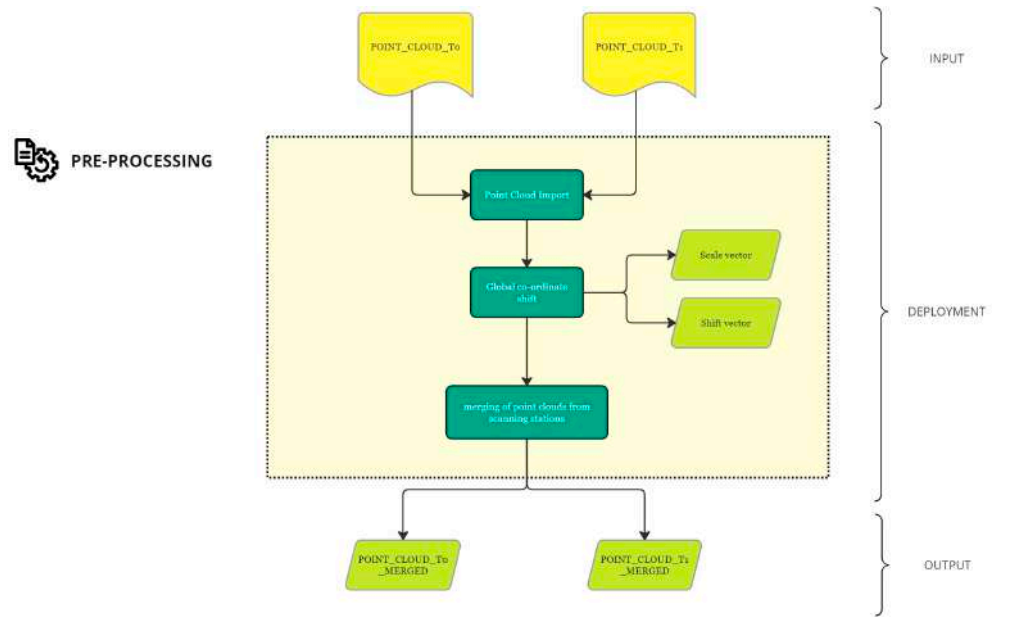 POINT_CLOUD_T0
POINT_CLOUD_T1
INPUT
PRE-PROCESSING
Point Cloud Import
Scale vector
Global co-ordinate
shift
DEPLOYMENT
Shift vector
merging of point clouds from
scanning stations
POINT_CLOUD_T0
_MERGED
POINT_CLOUD_T1
_MERGED
OUTPUT